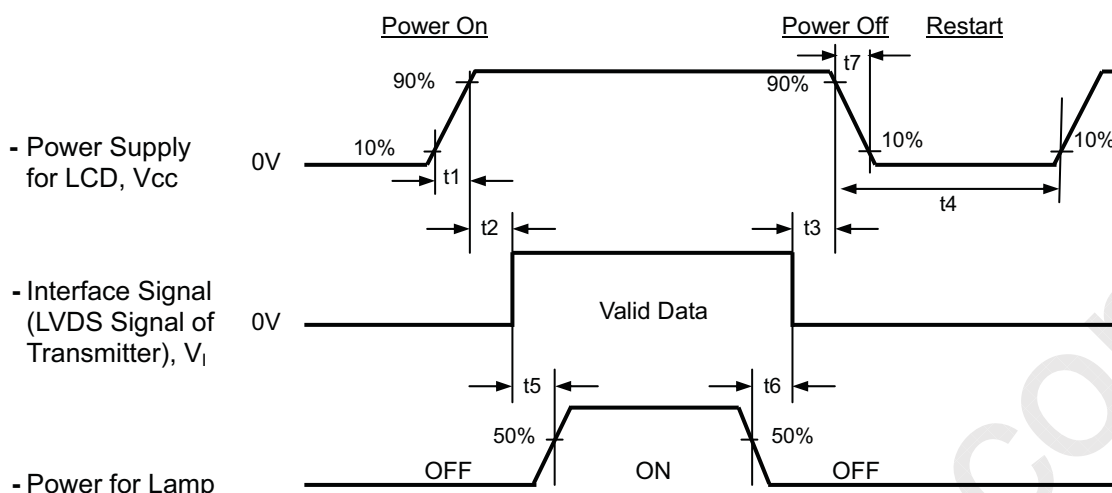 Power On
Power Off
Restart
t7
90%
90%
- Power Supply
for LCD, Vcc
0V
10%
10%
10%
t1
t4
t2
t3
- Interface Signal
(LVDS Signal of
Transmitter), VI
0V
Valid Data
t5
t6
50%
50%
OFF
ON
OFF
- Power for Lamp
com